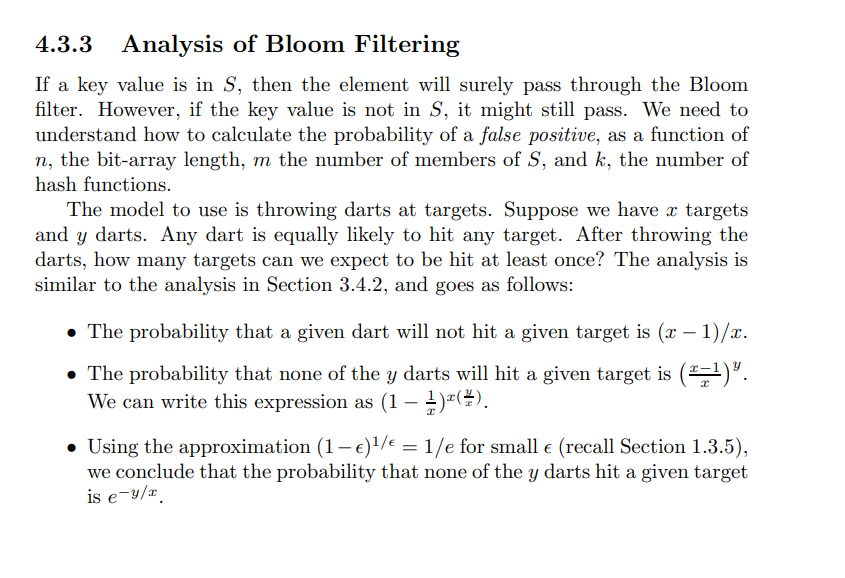 4.3.3 Analysis of Bloom Filtering
If a key value is in S, then the element will surely pass through the Bloom
filter. However, if the key value is not in S, it might still pass. We need to
understand how to calculate the probability of a false positive, as a function of
n, the bit-array length, m the number of members of S, and k, the number of
hash functions.
The model to use is throwing darts at targets. Suppose we have x targets
and y darts. Any dart is equally likely to hit any target. After throwing the
darts, how many targets can we expect to be hit at least once? The analysis is
similar to the analysis in Section 3.4.2, and goes as follows:
• The probability that a given dart will not hit a given target is (x − 1)/x.
• The probability that none of the y darts will hit a given target is $\left(\frac{x-1}{x}\right)^y$.
We can write this expression as $(1 - \frac{1}{x})^{x(\frac{y}{x})}$.
• Using the approximation $(1-\epsilon)^{1/\epsilon} = 1/e$ for small ϵ (recall Section 1.3.5),
we conclude that the probability that none of the y darts hit a given target
is $e^{-y/x}$.